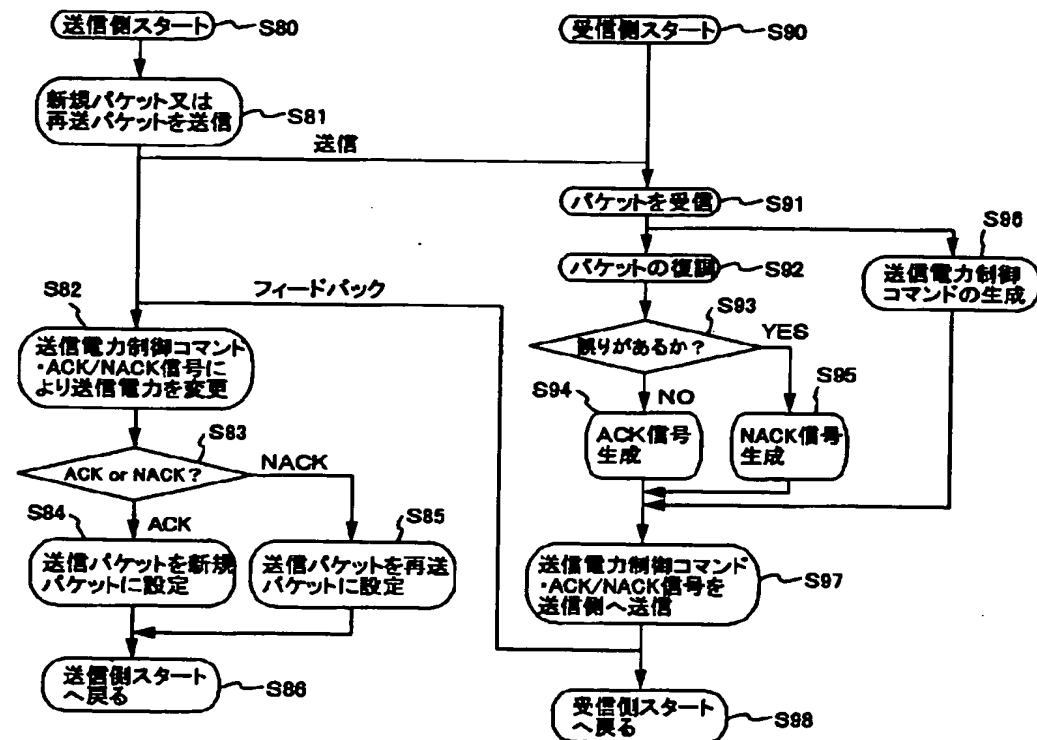 送信側スタート
S80
受信側スタート
S90
新規パケット又は
再送パケットを送信
S81
送信
パケットを受信
S91
S96
パケットの復調
S92
送信電力制御
コマンドの生成
S82
フィードバック
S93
送信電力制御コマンド
・ACK/NACK信号に
より送信電力を変更
誤りがあるか?
YES
S94
NO
S95
ACK信号
生成
NACK信号
生成
S83
ACK or NACK?
NACK
S84
ACK
S85
送信パケットを新規
パケットに設定
送信パケットを再送
パケットに設定
送信電力制御コマンド
・ACK/NACK信号を
送信側へ送信
S97
送信側スタート
へ戻る
S86
受信側スタート
へ戻る
S98